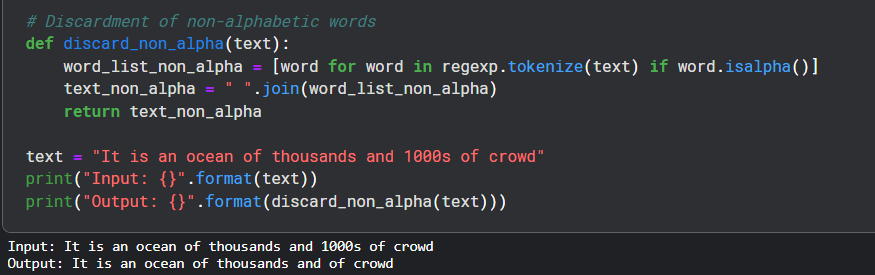 # Discardment of non-alphabetic words
def discard_non_alpha(text):
    word_list_non_alpha = [word for word in regexp.tokenize(text) if word.isalpha()]
    text_non_alpha = " ".join(word_list_non_alpha)
    return text_non_alpha

text = "It is an ocean of thousands and 1000s of crowd"
print("Input: {}".format(text))
print("Output: {}".format(discard_non_alpha(text)))
Input: It is an ocean of thousands and 1000s of crowd
Output: It is an ocean of thousands and of crowd